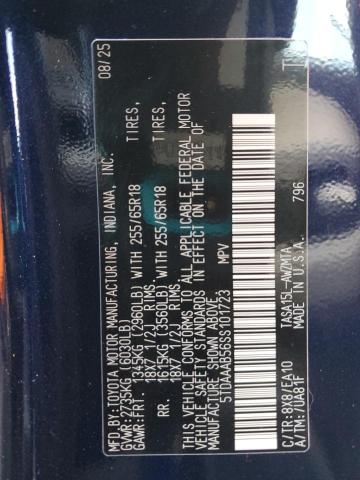 MFD. BY: TOYOTA MOTOR MANUFACTURING, INDIANA, INC.
08/25
GVWR: 2735KG (6030LB)
GAWR:FRT. 1345KG (2960LB) WITH 255/65R18 TIRES,
18X7 1/2J RIMS,
RR. 1615KG (3560LB) WITH 255/65R18 TIRES,
18X7 1/2J RIMS.
THIS VEHICLE CONFORMS TO ALL APPLICABLE FEDERAL MOTOR
VEHICLE SAFETY STANDARDS IN EFFECT ON THE DATE OF
MANUFACTURE SHOWN ABOVE.
5TDAAAB56SS101723 MPV
C/TR:8X8/EA10 TASA15L-AWZMTA 796
A/TM:/UA81F MADE IN U.S.A.